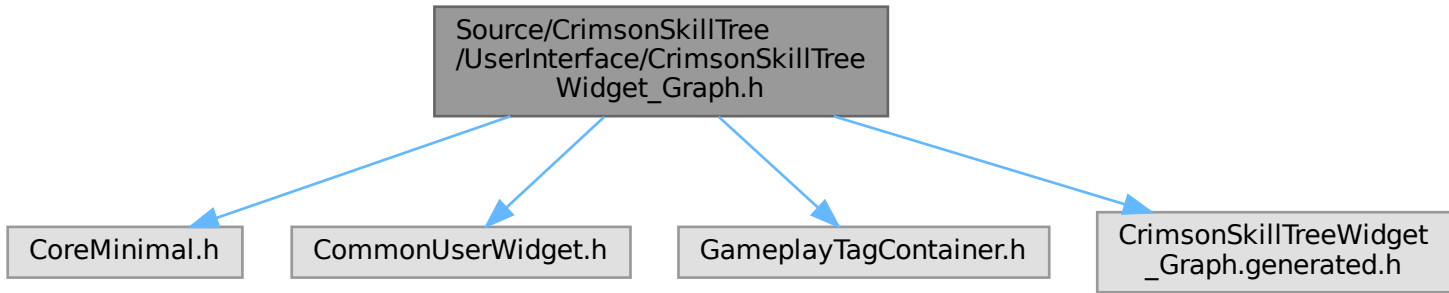 Source/CrimsonSkillTree
/UserInterface/CrimsonSkillTree
Widget_Graph.h
CoreMinimal.h
CommonUserWidget.h
GameplayTagContainer.h
CrimsonSkillTreeWidget
_Graph.generated.h